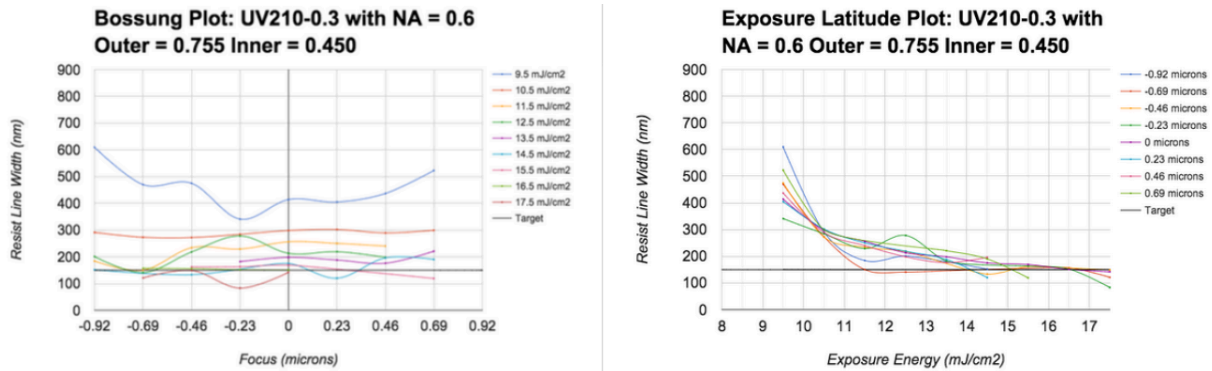 Bossung Plot: UV210-0.3 with NA = 0.6
Outer = 0.755 Inner = 0.450
Resist Line Width (nm)
900
800
700
600
500
400
300
200
100
0
-0.92 -0.69 -0.46 -0.23 0 0.23 0.46 0.69 0.92
Focus (microns)
9.5 mJ/cm2
10.5 mJ/cm2
11.5 mJ/cm2
12.5 mJ/cm2
13.5 mJ/cm2
14.5 mJ/cm2
15.5 mJ/cm2
16.5 mJ/cm2
17.5 mJ/cm2
Target
Exposure Latitude Plot: UV210-0.3 with
NA = 0.6 Outer = 0.755 Inner = 0.450
Resist Line Width (nm)
900
800
700
600
500
400
300
200
100
0
8 9 10 11 12 13 14 15 16 17
Exposure Energy (mJ/cm2)
-0.92 microns
-0.69 microns
-0.46 microns
-0.23 microns
0 microns
0.23 microns
0.46 microns
0.69 microns
Target